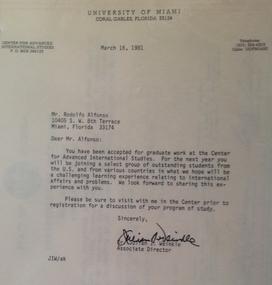 UNIVERSITY OF MIAMI
CORAL GABLES, FLORIDA 33124
CENTER FOR ADVANCED
INTERNATIONAL STUDIES
P. O. BOX
March 16, 1981
Mr. Rodolfo Alfonso
10405 S. W. 8th Terrace
Miami, Florida 33174
Dear Mr. Alfonso:
You have been accepted for graduate work at the Center
for Advanced International Studies. For the next year you
will be joining a select group of outstanding students from
the U.S. and from various countries in what we hope will be
a challenging learning experience relating to international
affairs and problems. We look forward to sharing this ex-
perience with you.
Please be sure to visit with me in the Center prior to
registration for a discussion of your program of study.
Sincerely,
Weinkle
Associate Director